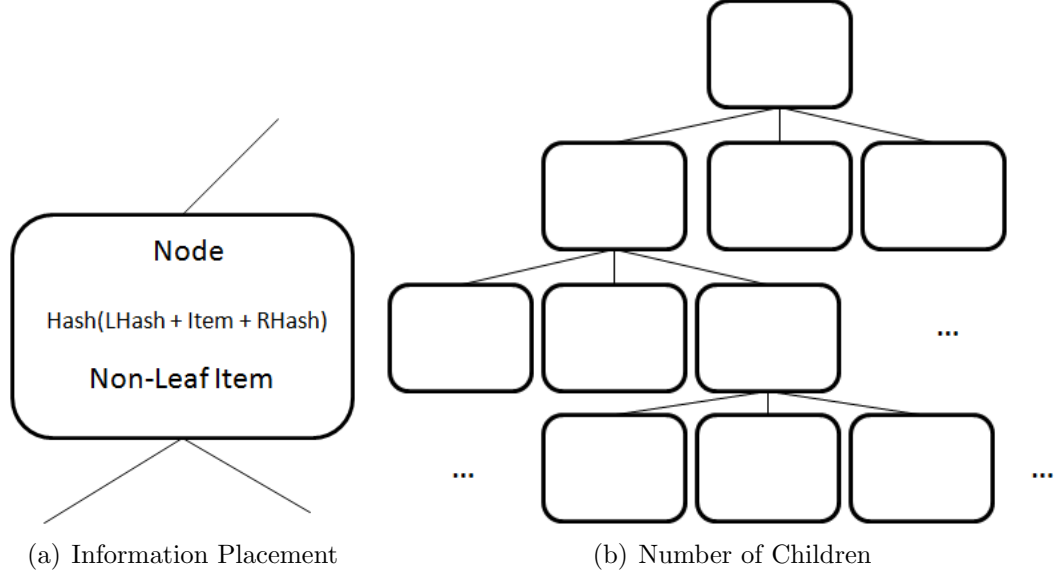 Node
Hash(LHash + Item + RHash)
Non-Leaf Item
...
...
...
(a) Information Placement
(b) Number of Children